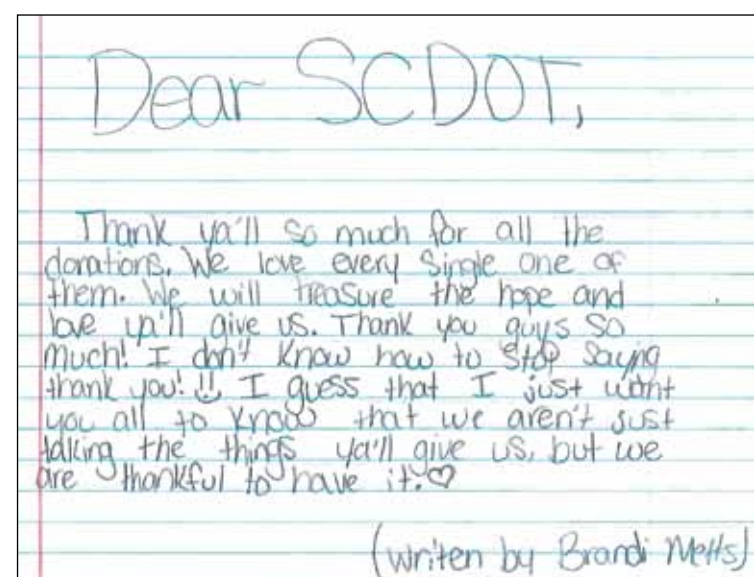 Dear SCDOT,
Thank ya'll so much for all the
donations. We love every single one of
them. We will treasure the hope and
love ya'll give us. Thank you guys so
much! I don't know how to stop saying
thank you! I guess that I just want
you all to know that we aren't just
taking the things ya'll give us, but we
are thankful to have it.♡
(writen by Brandi Metts)